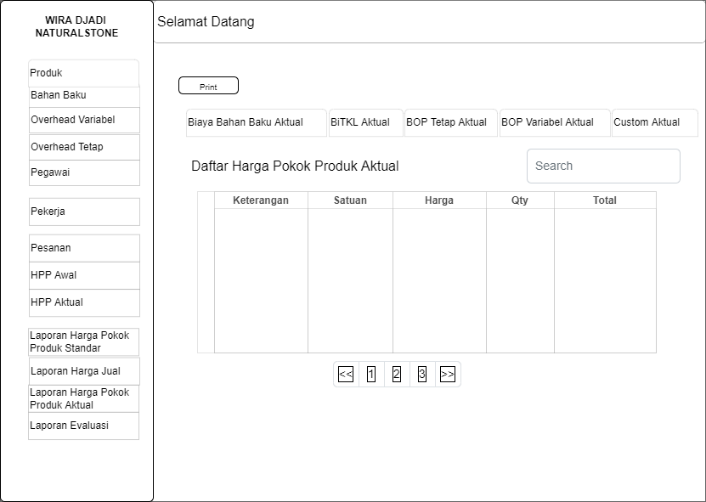 WIRA DJADI
NATURALSTONE
Selamat Datang
Produk
Bahan Baku
Overhead Variabel
Overhead Tetap
Pegawai
Pekerja
Pesanan
HPP Awal
HPP Aktual
Laporan Harga Pokok
Produk Standar
Laporan Harga Jual
Laporan Harga Pokok
Produk Aktual
Laporan Evaluasi
Print
Biaya Bahan Baku Aktual BiTKL Aktual BOP Tetap Aktual BOP Variabel Aktual Custom Aktual
Daftar Harga Pokok Produk Aktual
Search
Keterangan Satuan Harga Qty Total
<< 1 2 3 >>